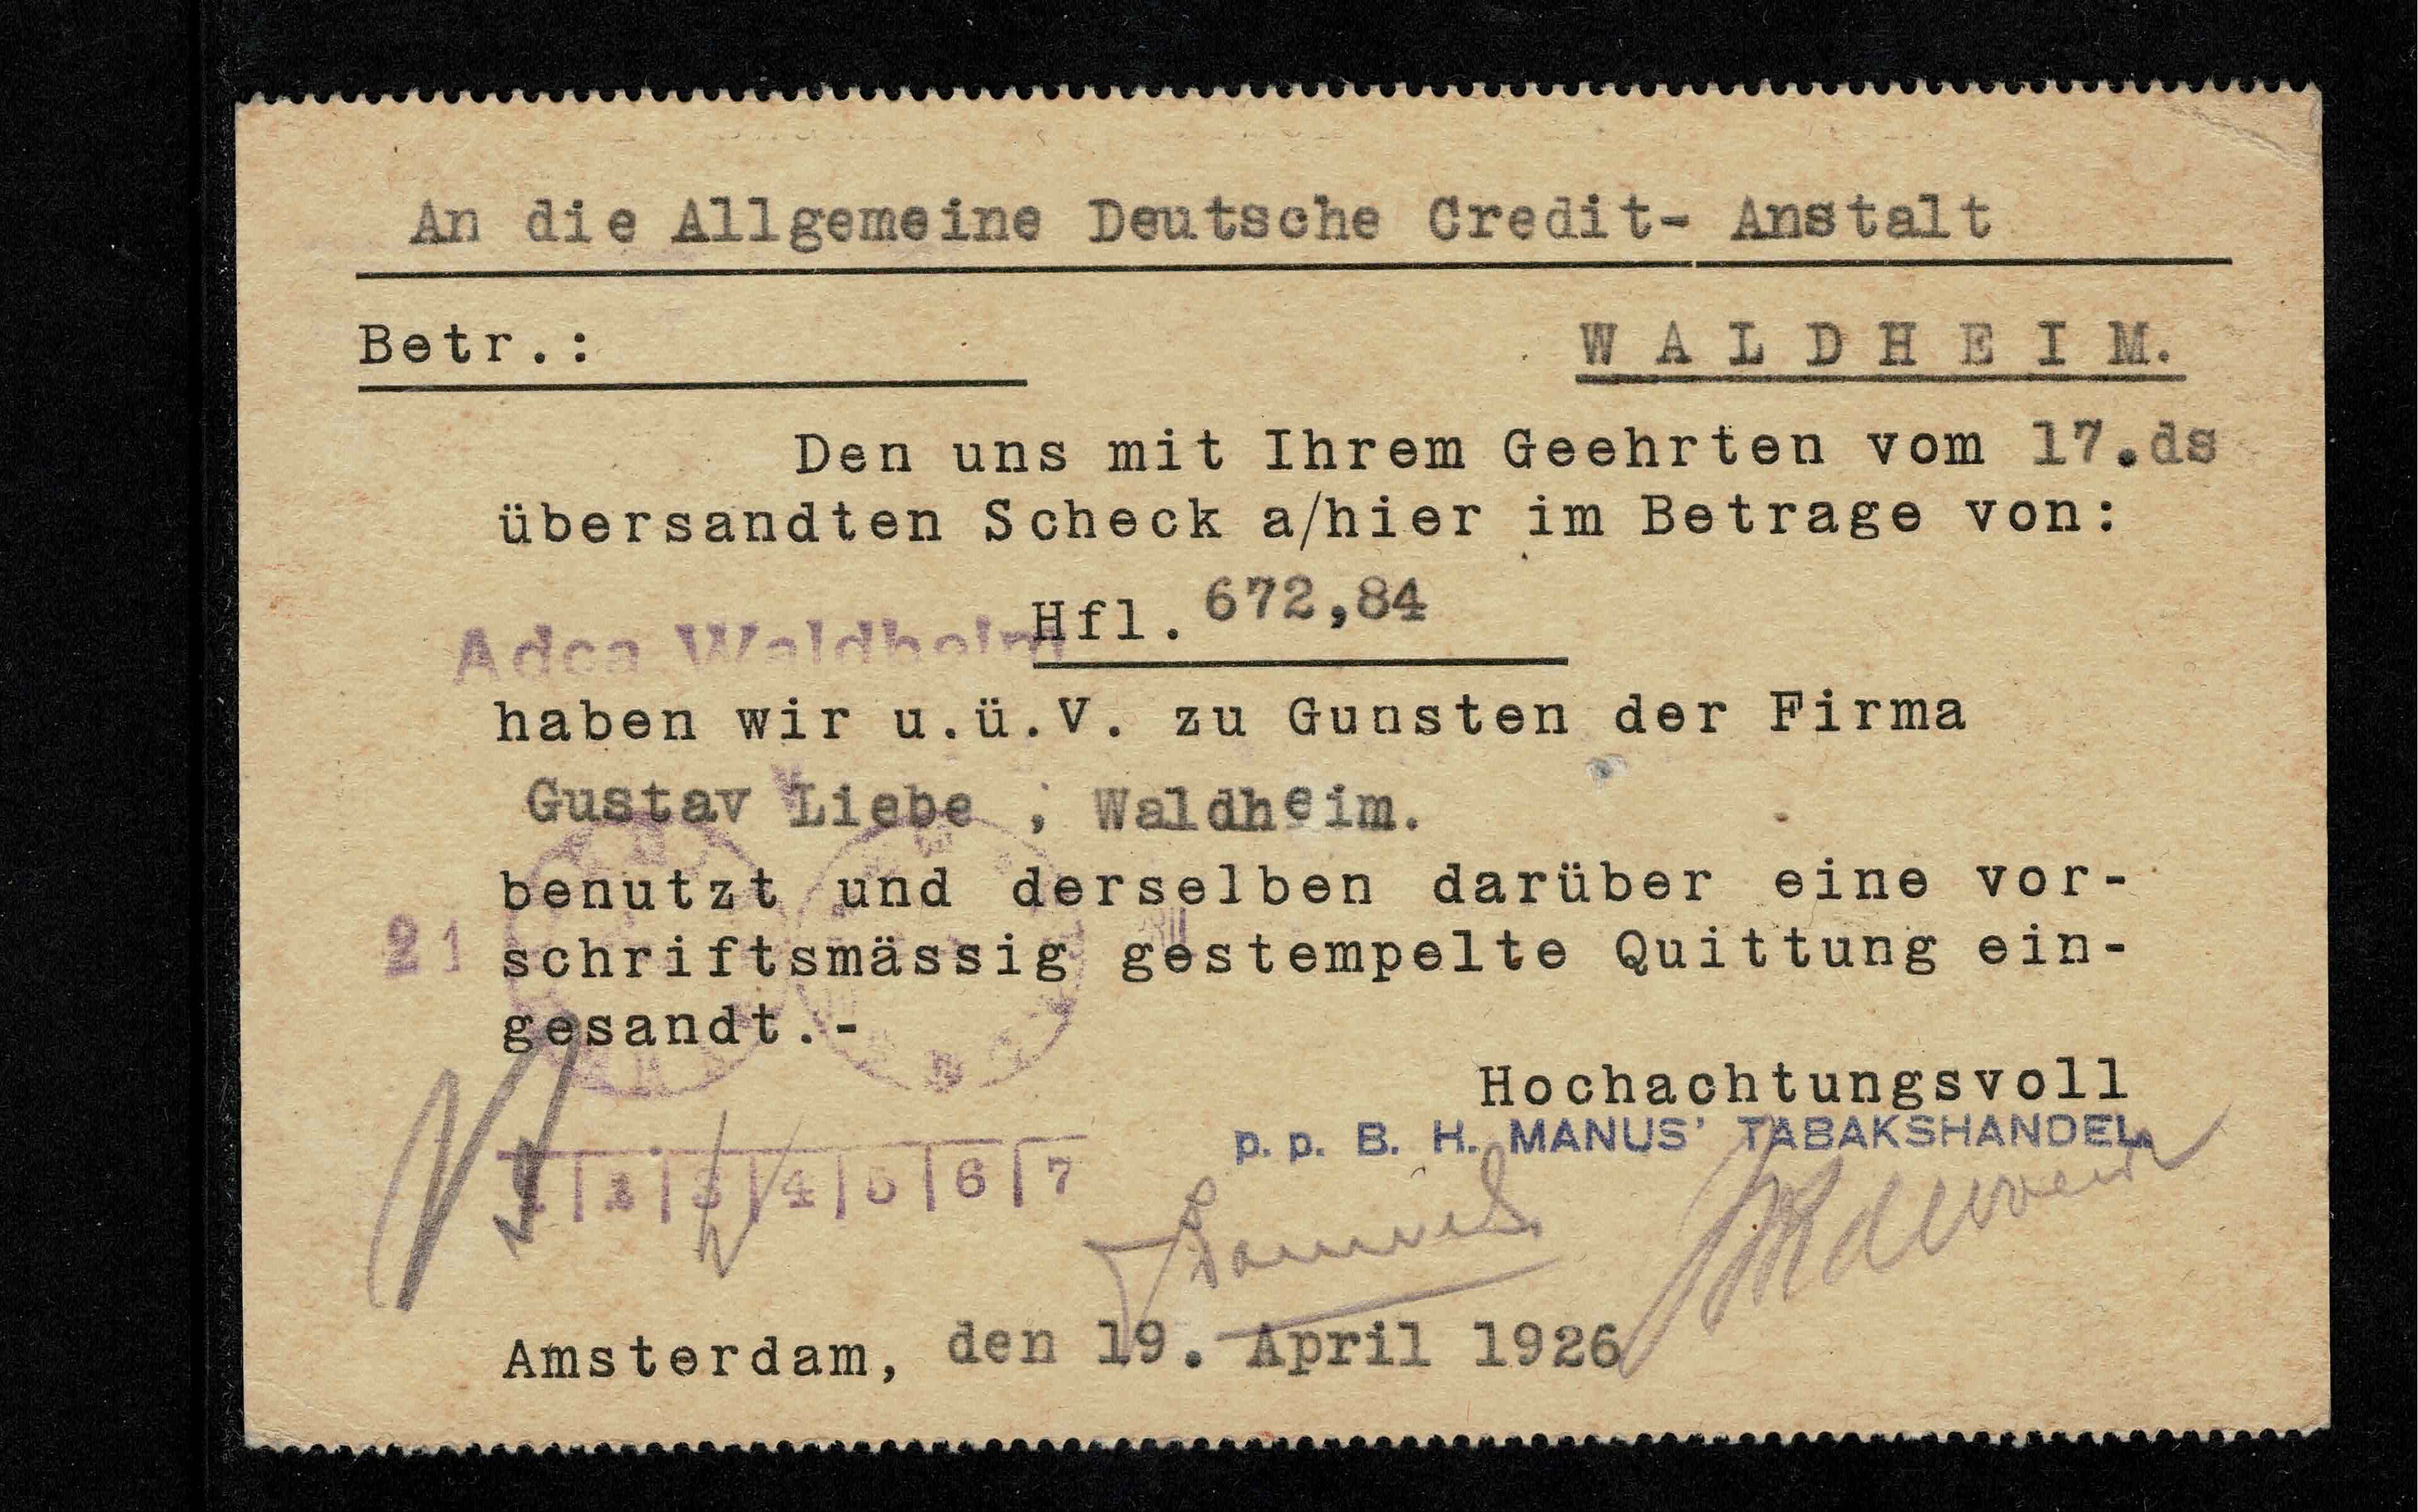 An die Allgemeine Deutsche Credit- Anstalt
Betr.:
W A L D H E I M.
Den uns mit Ihrem Geehrten vom 17.ds
übersandten Scheck a/hier im Betrage von:
Hfl. 672,84
Adca Waldheim
haben wir u.ü.V. zu Gunsten der Firma
Gustav Liebe , Waldheim.
benutzt und derselben darüber eine vor-
21
schriftsmässig gestempelte Quittung ein-
gesandt.-
Hochachtungsvoll
p. p. B. H. MANUS' TABAKSHANDEL
1 2 3 4 5 6 7
Amsterdam, den 19. April 1926